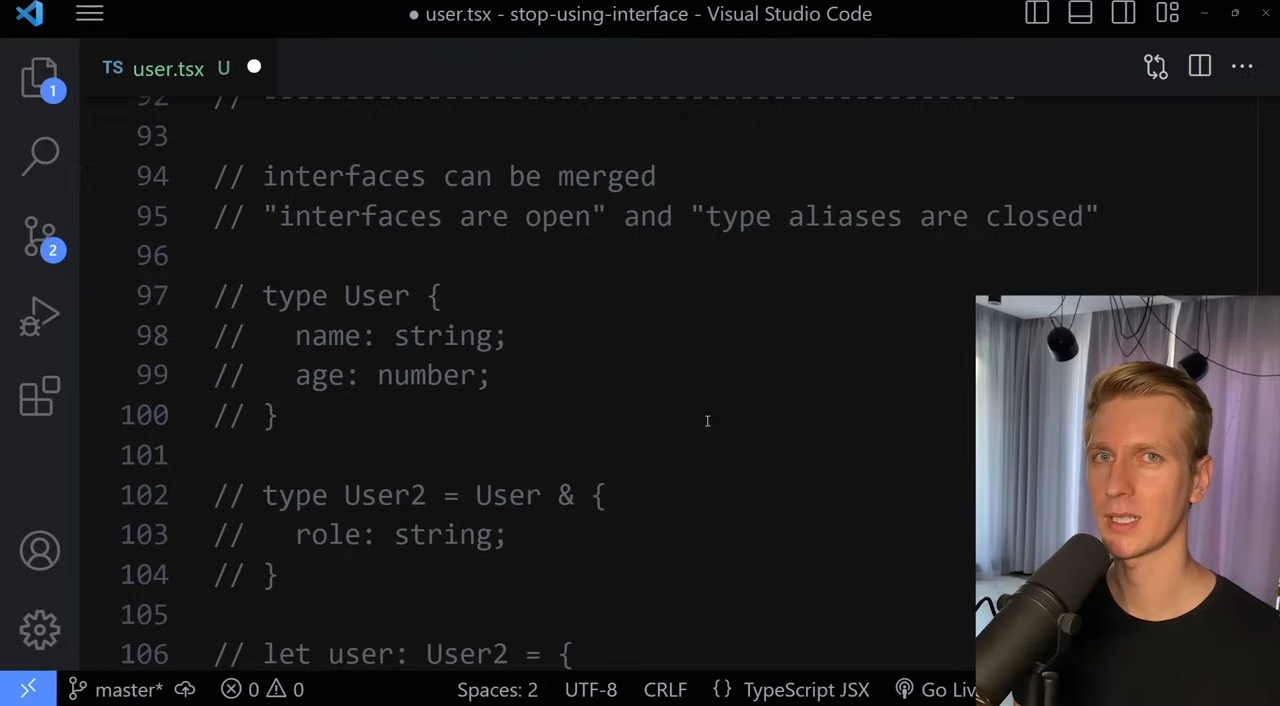 user.tsx - stop-using-interface - Visual Studio Code
TS user.tsx U
1
2
92 // ----------------------------------------------
93
94 // interfaces can be merged
95 // "interfaces are open" and "type aliases are closed"
96
97 // type User {
98 //   name: string;
99 //   age: number;
100 // }
101
102 // type User2 = User & {
103 //   role: string;
104 // }
105
106 // let user: User2 = {
master* 0 0 Spaces: 2 UTF-8 CRLF {} TypeScript JSX Go Liv